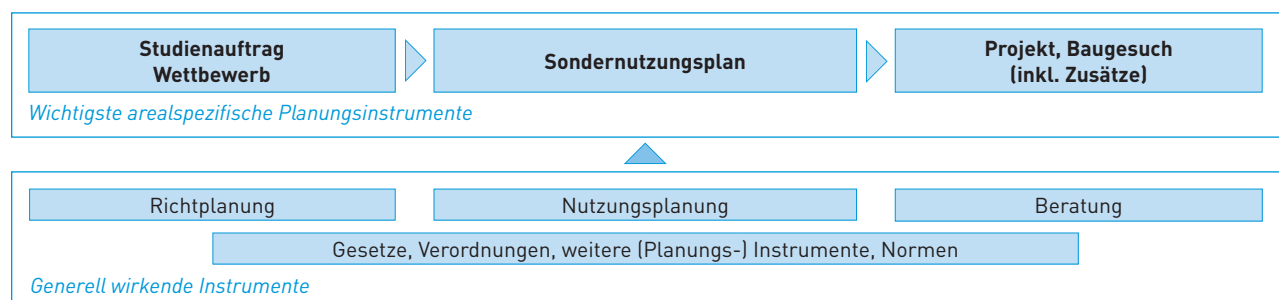 Studienauftrag
Wettbewerb
Sondernutzungsplan
Projekt, Baugesuch
(inkl. Zusätze)
Wichtigste arealspezifische Planungsinstrumente
Richtplanung
Nutzungsplanung
Beratung
Gesetze, Verordnungen, weitere (Planungs-) Instrumente, Normen
Generell wirkende Instrumente